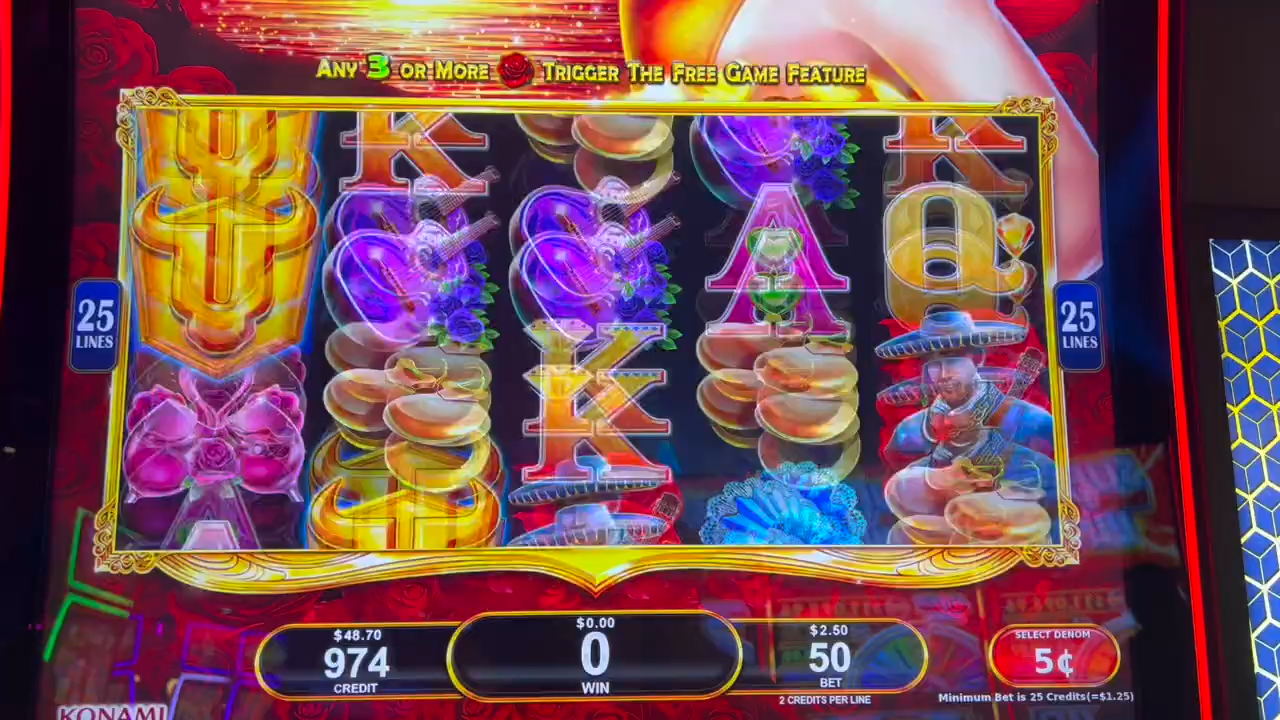 ANY 3 OR MORE TRIGGER THE FREE GAME FEATURE
K
K
A
Q
25
LINES
25
LINES
K
K
A
$48.70
974
CREDIT
$0.00
0
WIN
$2.50
50
BET
2 CREDITS PER LINE
SELECT DENOM
5¢
Minimum Bet is 25 Credits(=$1.25)
KONAMI